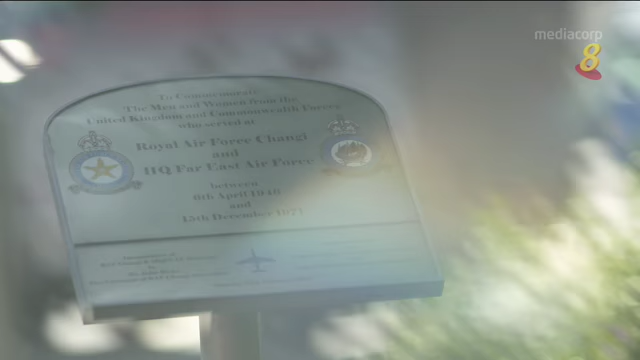 mediacorp
8
To Commemorate
The Men and Women from the
United Kingdom and Commonwealth Forces
who served at
Royal Air Force Changi
and
HQ Far East Air Force
between
8th April 1946
and
15th December 1971